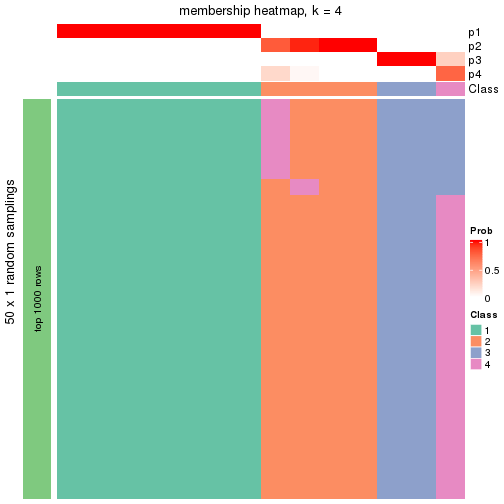 membership heatmap, k = 4
p1
p2
p3
p4
Class
50 x 1 random samplings
top 1000 rows
Prob
1
0.5
0
Class
1
2
3
4